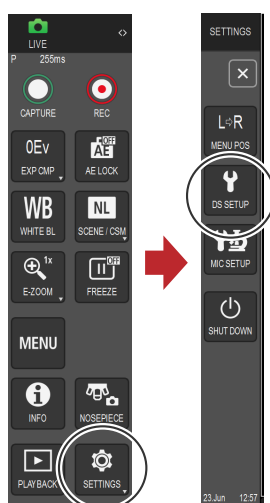 LIVE
P 255ms
CAPTURE REC
0Ev OFF AE
EXP CMP AE LOCK
WB NL
WHITE BL SCENE / CSM
1x OFF
E-ZOOM FREEZE
MENU
INFO NOSEPIECE
PLAY BACK SETTINGS
SETTINGS
L⇨R
MENU POS
DS SETUP
MIC SETUP
SHUT DOWN
23.Jun 12:57